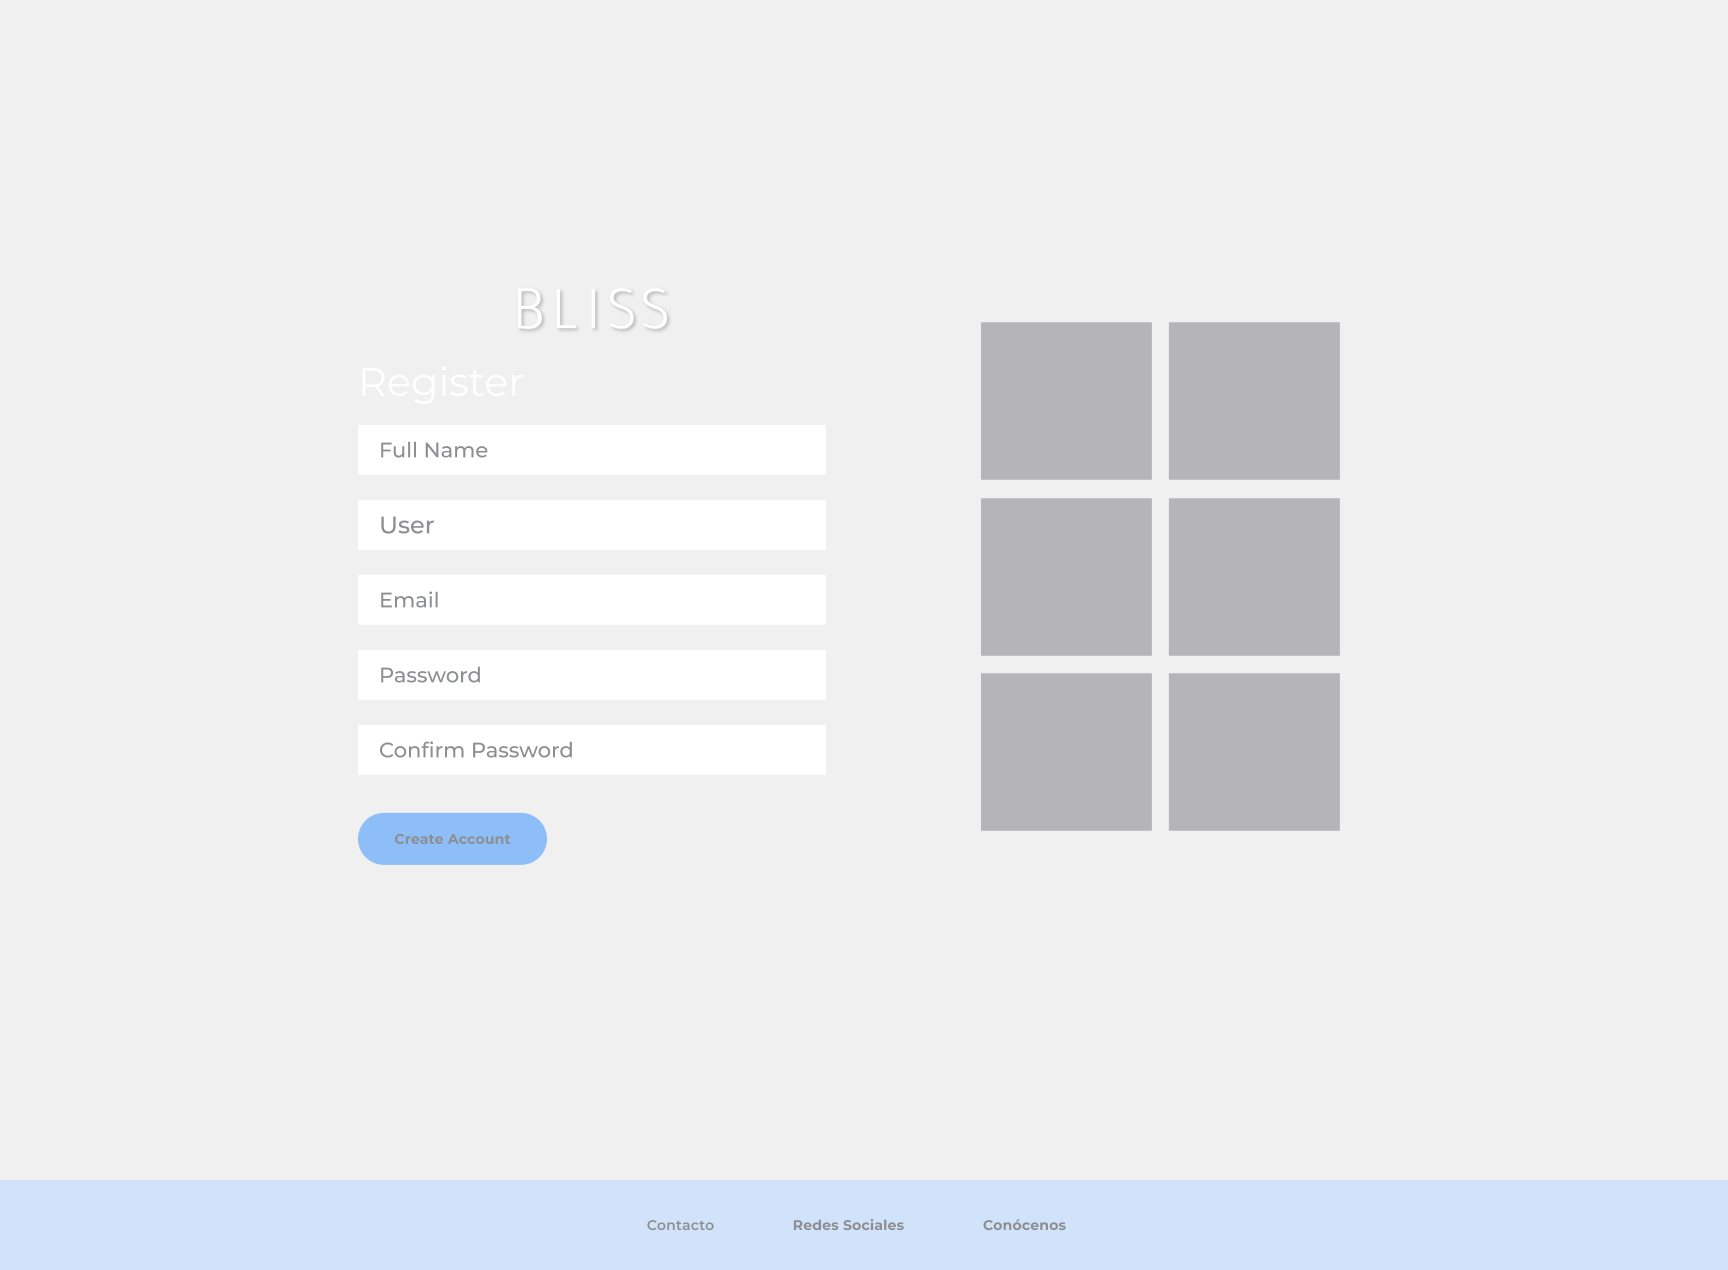 BLISS
Register
Full Name
User
Email
Password
Confirm Password
Create Account
Contacto
Redes Sociales
Conócenos